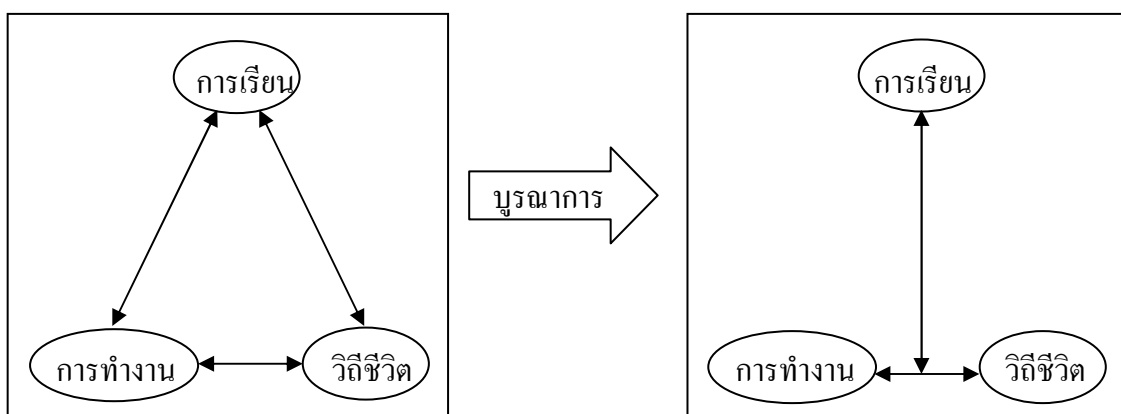 การเรียน
การทำงาน
วิถีชีวิต
บูรณาการ
การเรียน
การทำงาน
วิถีชีวิต